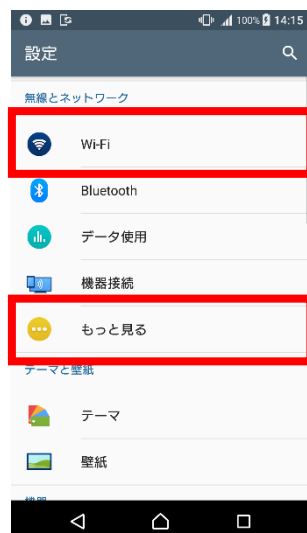 100% 14:15
設定
無線とネットワーク
Wi-Fi
Bluetooth
データ使用
機器接続
もっと見る
テーマと壁紙
テーマ
壁紙